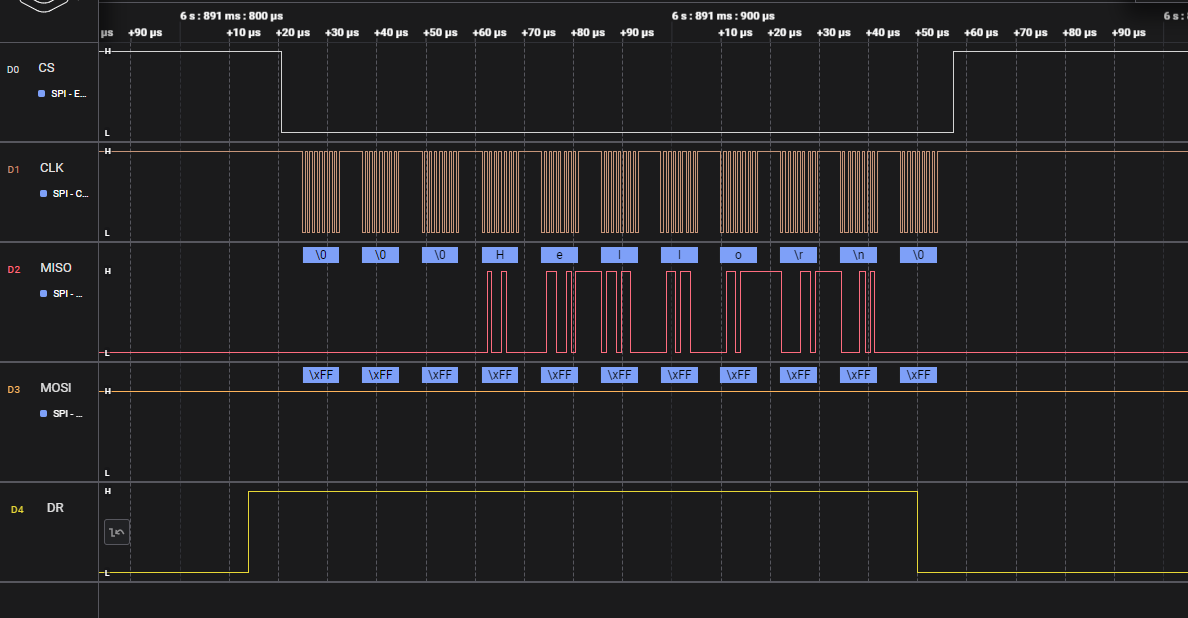 6 s : 891 ms : 800 µs 6 s : 891 ms : 900 µs 6 s :
µs +90 µs +10 µs +20 µs +30 µs +40 µs +50 µs +60 µs +70 µs +80 µs +90 µs +10 µs +20 µs +30 µs +40 µs +50 µs +60 µs +70 µs +80 µs +90 µs
H
D0 CS
SPI - E...
L
H
D1 CLK
SPI - C...
L
\0 \0 \0 H e l l o \r \n \0
D2 MISO H
SPI - ...
L
\xFF \xFF \xFF \xFF \xFF \xFF \xFF \xFF \xFF \xFF \xFF
D3 MOSI H
SPI - ...
L
H
D4 DR
L